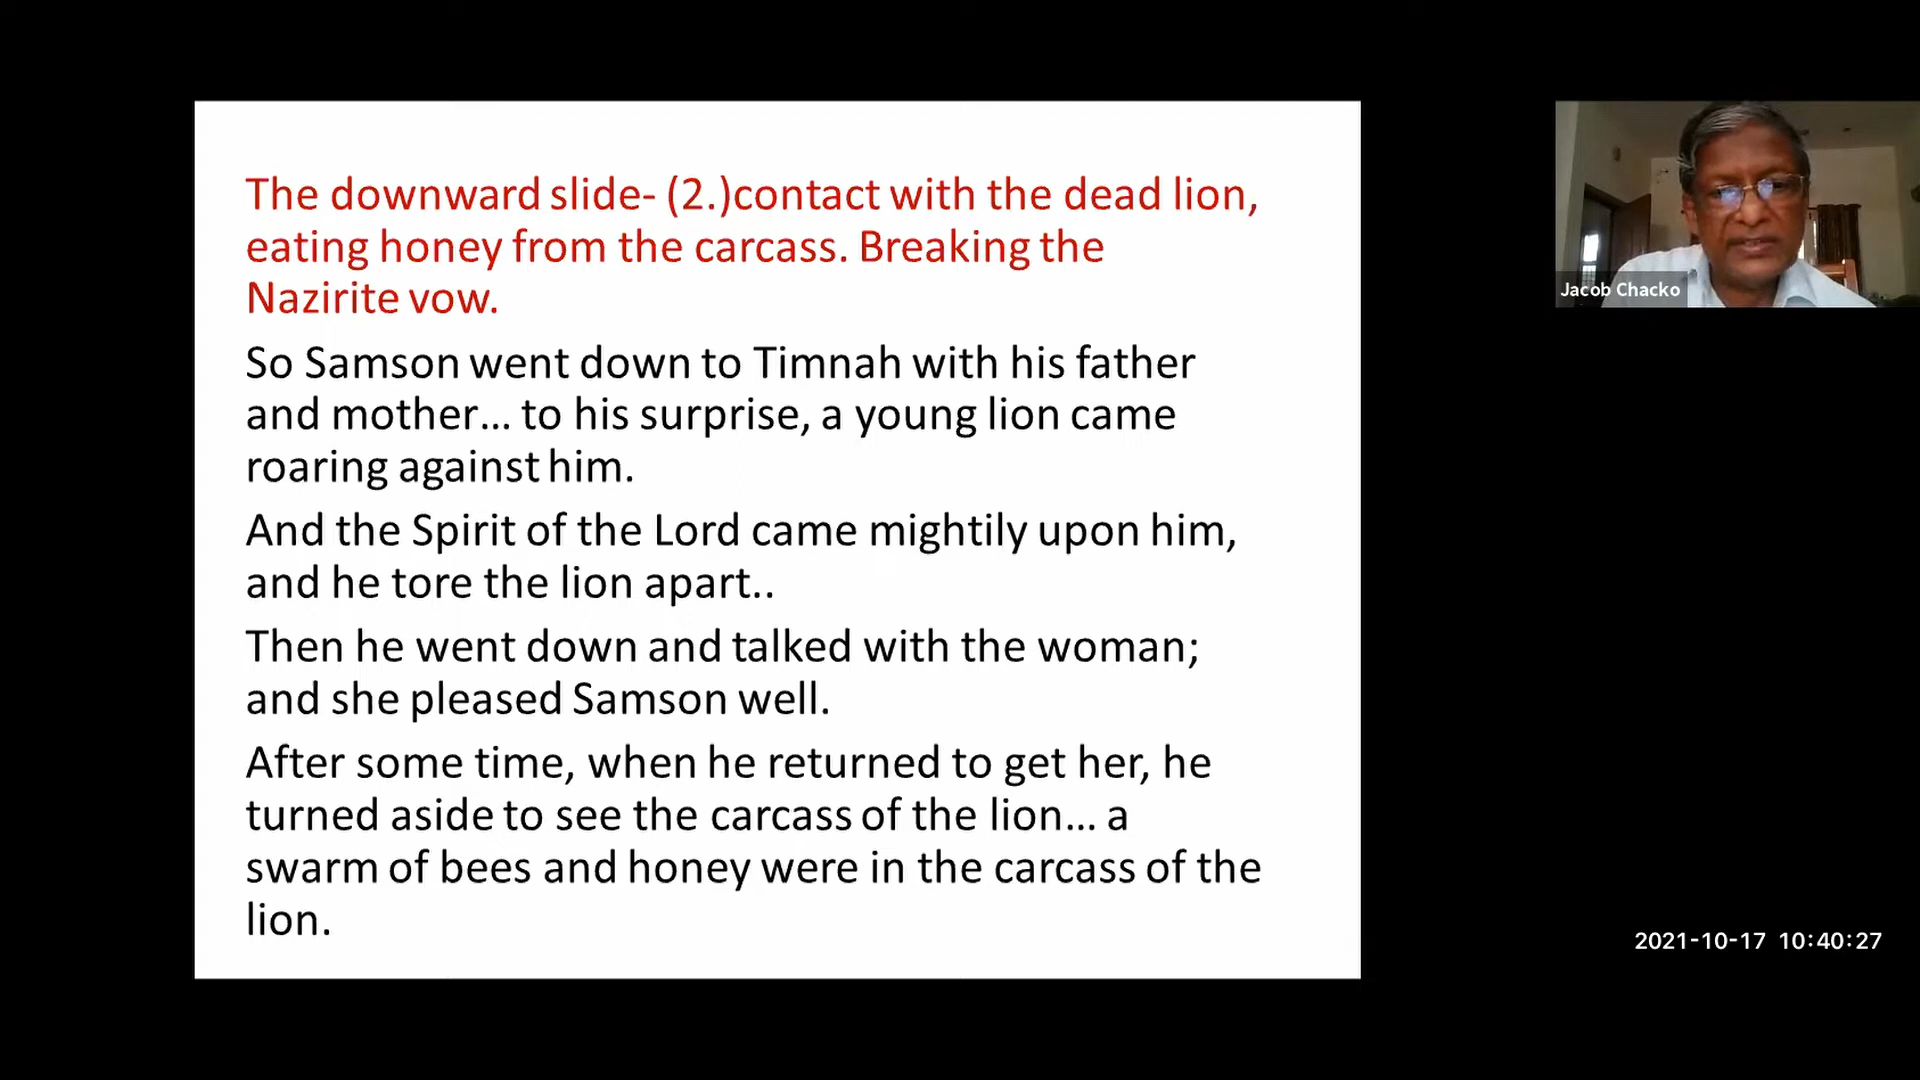 The downward slide- (2.)contact with the dead lion,
eating honey from the carcass. Breaking the
Nazirite vow.
So Samson went down to Timnah with his father
and mother... to his surprise, a young lion came
roaring against him.
And the Spirit of the Lord came mightily upon him,
and he tore the lion apart..
Then he went down and talked with the woman;
and she pleased Samson well.
After some time, when he returned to get her, he
turned aside to see the carcass of the lion... a
swarm of bees and honey were in the carcass of the
lion.
Jacob Chacko
2021-10-17 10:40:27